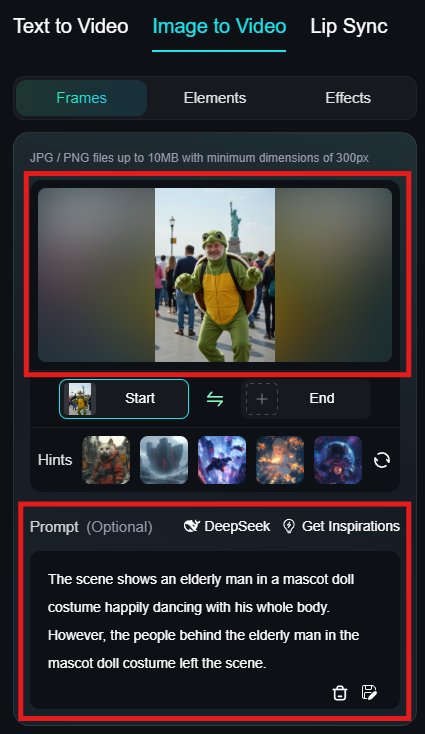 Text to Video Image to Video Lip Sync
Frames Elements Effects
JPG / PNG files up to 10MB with minimum dimensions of 300px
Start End
Hints
Prompt (Optional) DeepSeek Get Inspirations
The scene shows an elderly man in a mascot doll
costume happily dancing with his whole body.
However, the people behind the elderly man in the
mascot doll costume left the scene.